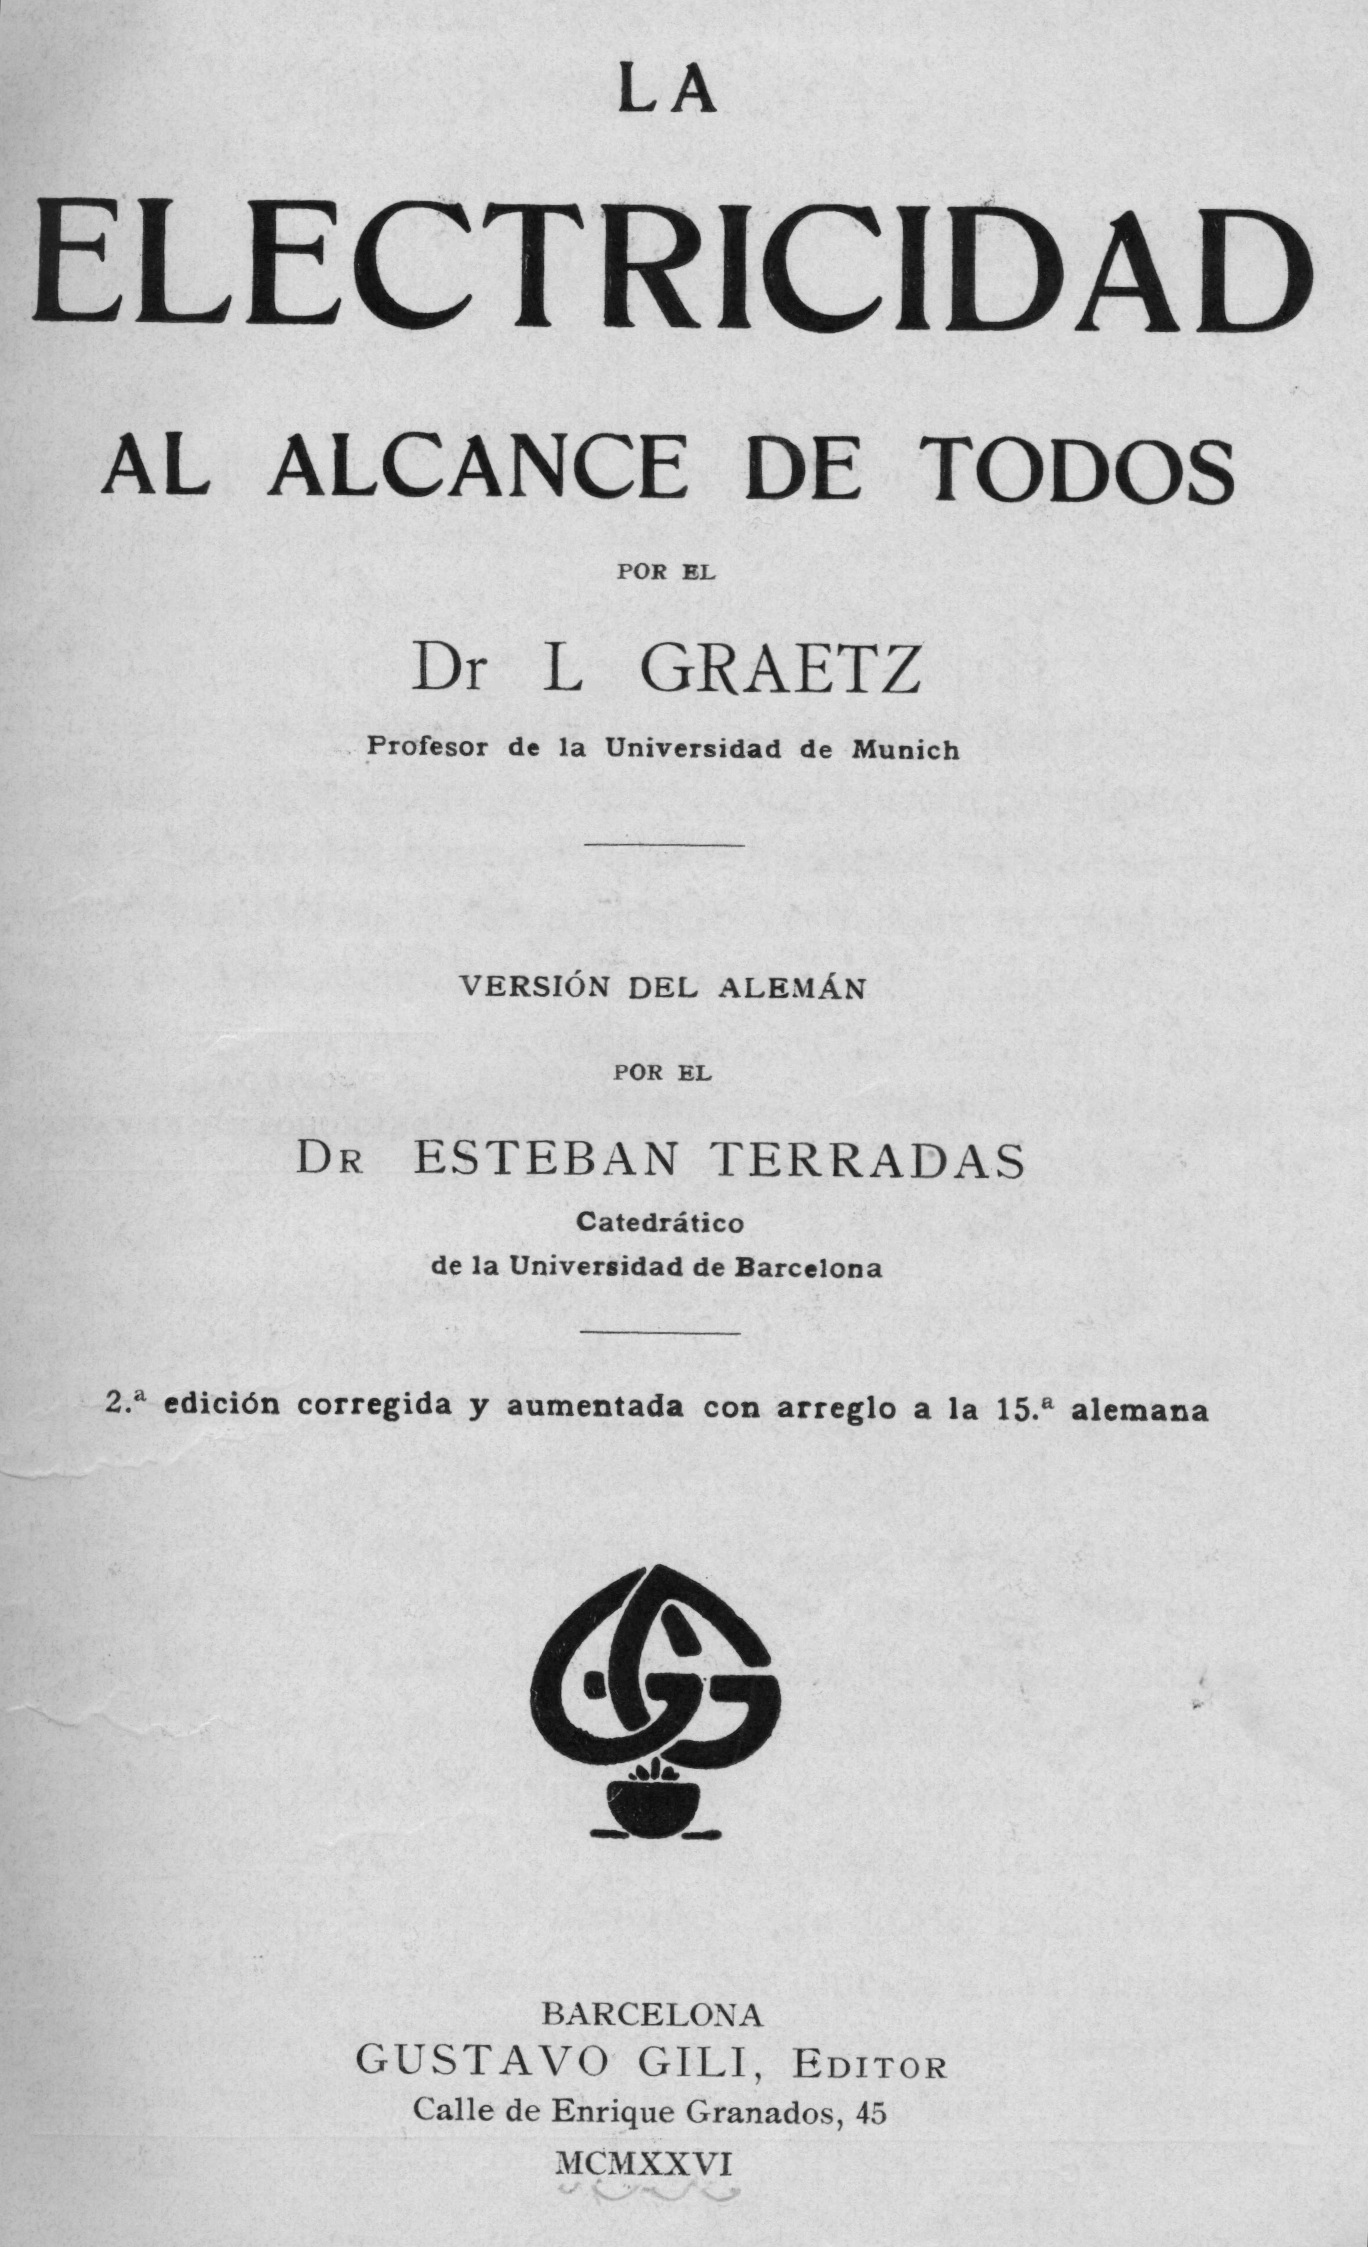 LA
ELECTRICIDAD
AL ALCANCE DE TODOS
POR EL
Dr L GRAETZ
Profesor de la Universidad de Munich
VERSIÓN DEL ALEMÁN
POR EL
DR ESTEBAN TERRADAS
Catedrático
de la Universidad de Barcelona
2.ª edición corregida y aumentada con arreglo a la 15.ª alemana
GG
BARCELONA
GUSTAVO GILI, EDITOR
Calle de Enrique Granados, 45
MCMXXVI